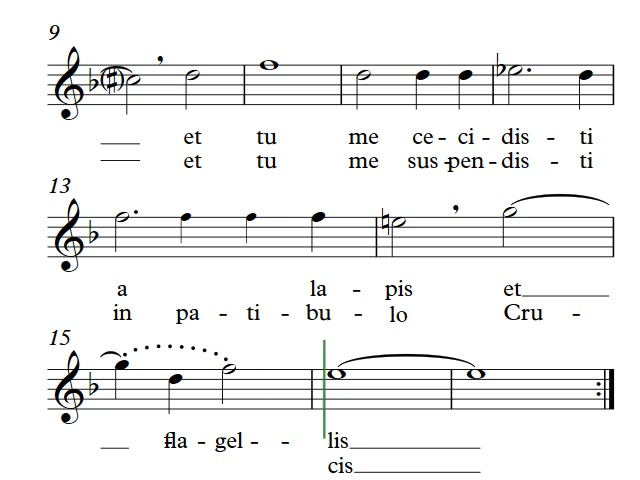 9
et tu me ce - ci - dis - ti
et tu me sus - pen - dis - ti
13
a la - pis et
in pa - ti - bu - lo Cru -
15
fla - gel - - lis
cis